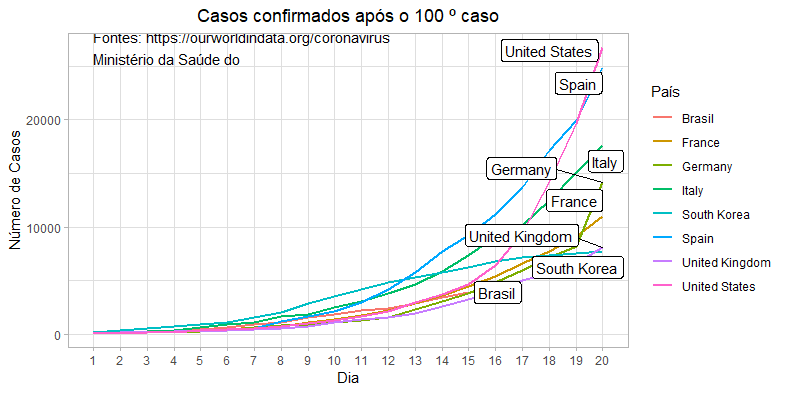 Casos confirmados após o 100 º caso
Fontes: https://ourworldindata.org/coronavirus
Ministério da Saúde do
United States
Spain
Germany
Italy
France
United Kingdom
South Korea
Brasil
Número de Casos
20000
10000
0
1 2 3 4 5 6 7 8 9 10 11 12 13 14 15 16 17 18 19 20
Dia
País
Brasil
France
Germany
Italy
South Korea
Spain
United Kingdom
United States